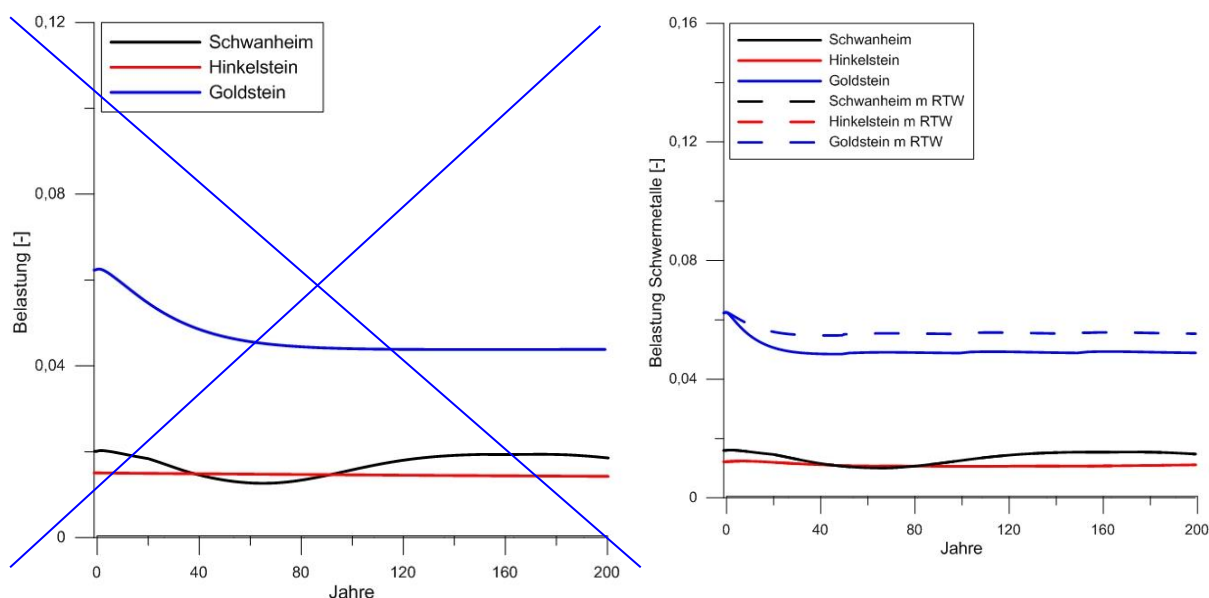 0,12
Schwanheim
Hinkelstein
Goldstein
0,08
0,04
0
Belastung [-]
0 40 80 120 160 200
Jahre
0,16
Schwanheim
Hinkelstein
Goldstein
Schwanheim m RTW
Hinkelstein m RTW
Goldstein m RTW
0,12
0,08
0,04
0
Belastung Schwermetalle [-]
0 40 80 120 160 200
Jahre